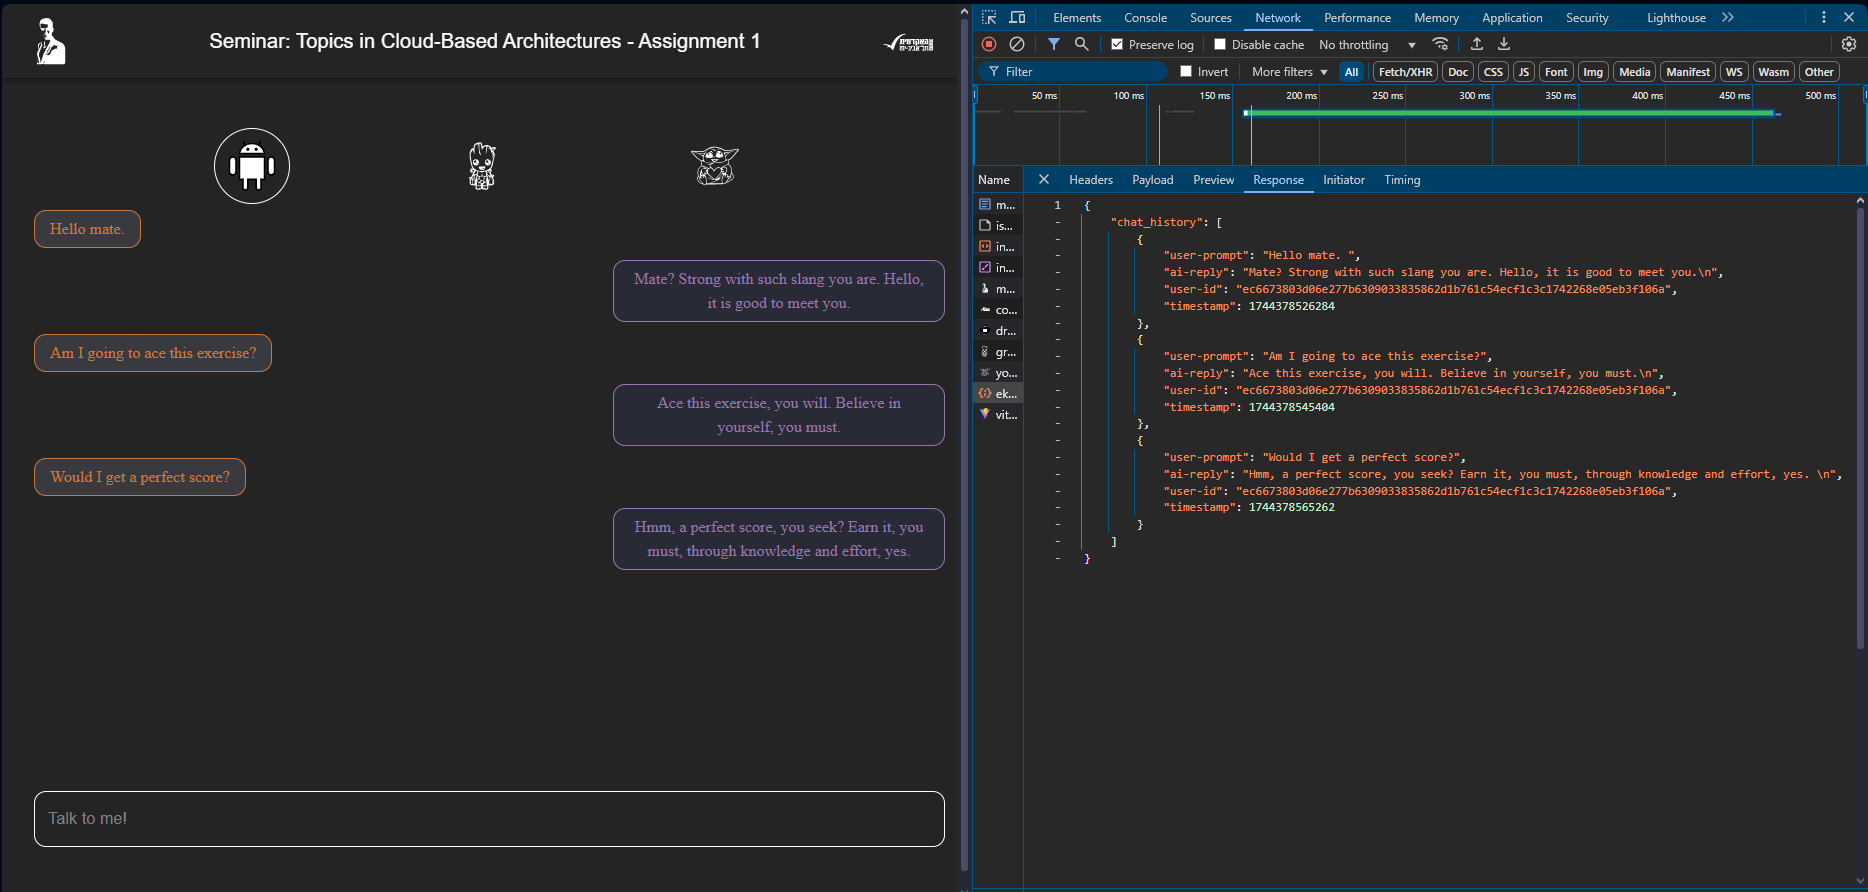 Seminar: Topics in Cloud-Based Architectures - Assignment 1
Hello mate.
Mate? Strong with such slang you are. Hello,
it is good to meet you.
Am I going to ace this exercise?
Ace this exercise, you will. Believe in
yourself, you must.
Would I get a perfect score?
Hmm, a perfect score, you seek? Earn it, you
must, through knowledge and effort, yes.
Talk to me!
Elements Console Sources Network Performance Memory Application Security Lighthouse
Preserve log Disable cache No throttling
Filter Invert More filters All Fetch/XHR Doc CSS JS Font Img Media Manifest WS Wasm Other
50 ms 100 ms 150 ms 200 ms 250 ms 300 ms 350 ms 400 ms 450 ms 500 ms
Name Headers Payload Preview Response Initiator Timing
m...
is...
in...
in...
m...
co...
dr...
gr...
yo...
ek...
vit...
1 {
- "chat_history": [
- {
- "user-prompt": "Hello mate. ",
- "ai-reply": "Mate? Strong with such slang you are. Hello, it is good to meet you.\n",
- "user-id": "ec6673803d06e277b6309033835862d1b761c54ecf1c3c1742268e05eb3f106a",
- "timestamp": 1744378526284
- },
- {
- "user-prompt": "Am I going to ace this exercise?",
- "ai-reply": "Ace this exercise, you will. Believe in yourself, you must.\n",
- "user-id": "ec6673803d06e277b6309033835862d1b761c54ecf1c3c1742268e05eb3f106a",
- "timestamp": 1744378545404
- },
- {
- "user-prompt": "Would I get a perfect score?",
- "ai-reply": "Hmm, a perfect score, you seek? Earn it, you must, through knowledge and effort, yes. \n",
- "user-id": "ec6673803d06e277b6309033835862d1b761c54ecf1c3c1742268e05eb3f106a",
- "timestamp": 1744378565262
- }
- ]
- }